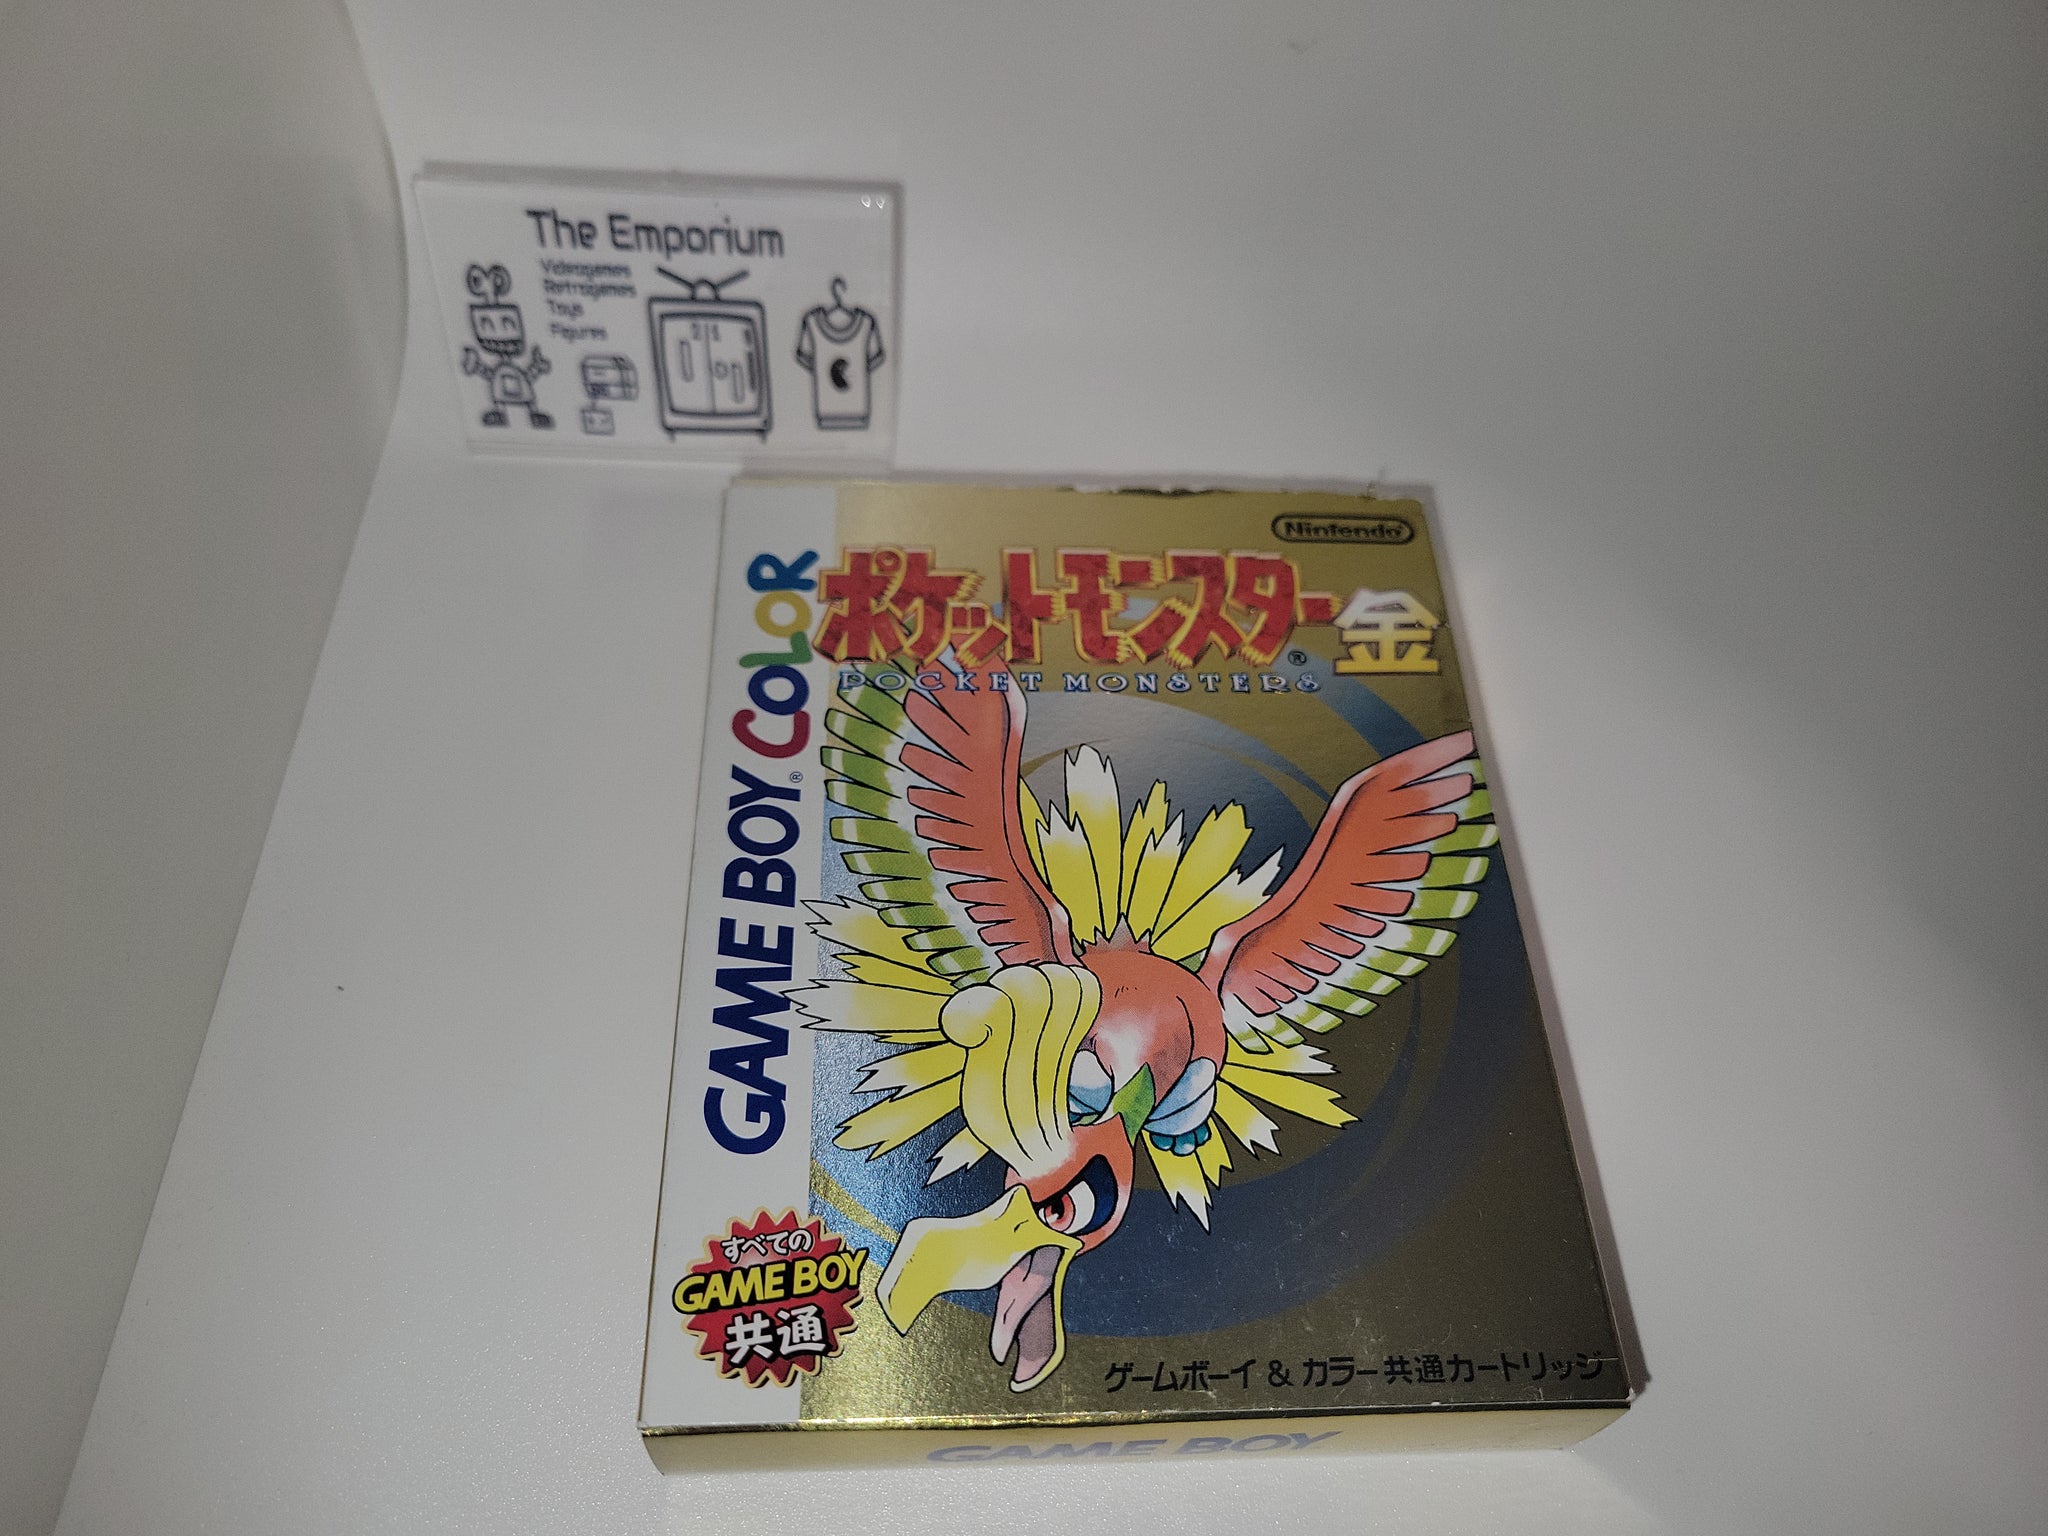 The Emporium
Videogames
Retrogames
Toys
Figures
Nintendo
ポケットモンスター金
POCKET MONSTERS
GAME BOY COLOR
すべての
GAME BOY
共通
ゲームボーイ & カラー共通カートリッジ
GAME BOY